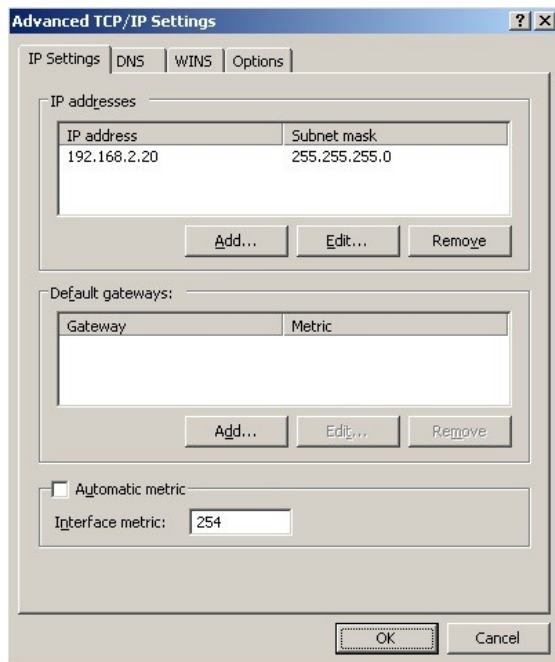 Advanced TCP/IP Settings
IP Settings DNS WINS Options
IP addresses
IP address Subnet mask
192.168.2.20 255.255.255.0
Add... Edit... Remove
Default gateways:
Gateway Metric
Add... Edit... Remove
Automatic metric
Interface metric: 254
OK Cancel